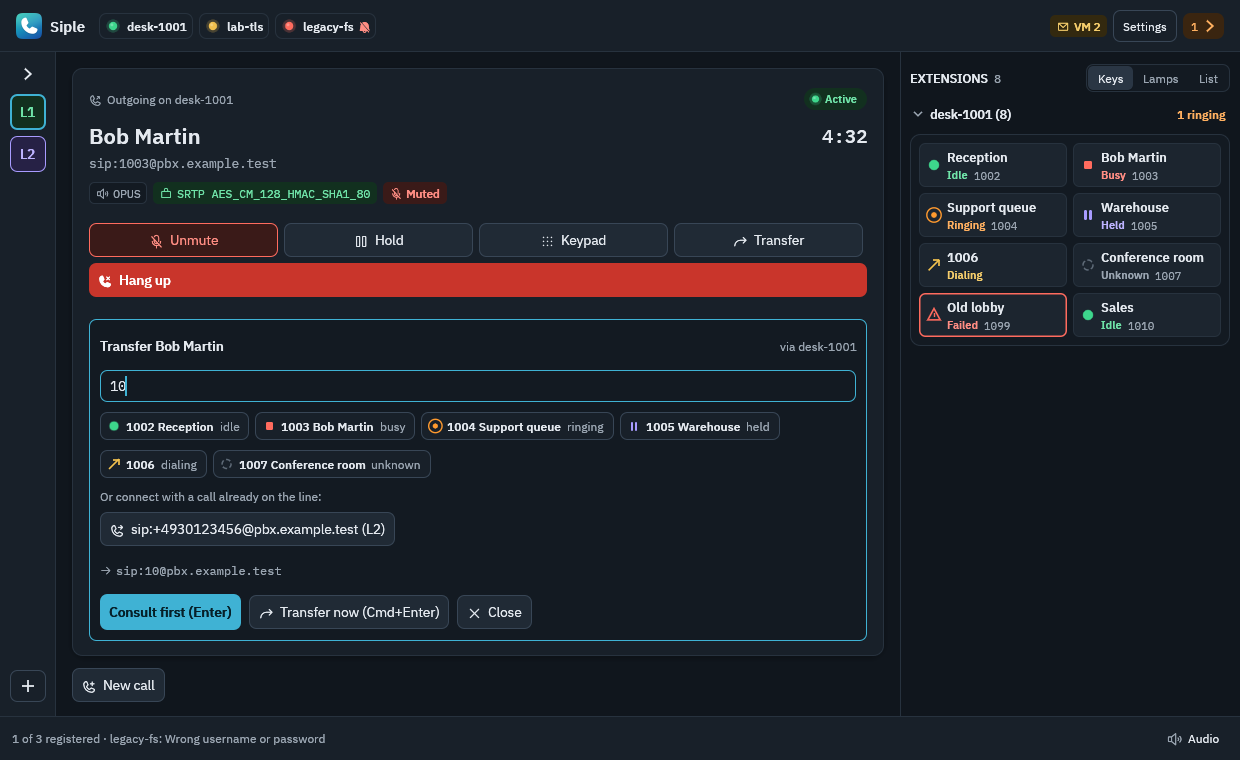 Siple desk-1001 lab-tls legacy-fs VM 2 Settings 1
L1
L2
Outgoing on desk-1001 Active
Bob Martin 4:32
sip:1003@pbx.example.test
OPUS SRTP AES_CM_128_HMAC_SHA1_80 Muted
Unmute Hold Keypad Transfer
Hang up
Transfer Bob Martin via desk-1001
10
1002 Reception idle 1003 Bob Martin busy 1004 Support queue ringing 1005 Warehouse held
1006 dialing 1007 Conference room unknown
Or connect with a call already on the line:
sip:+4930123456@pbx.example.test (L2)
→ sip:10@pbx.example.test
Consult first (Enter) Transfer now (Cmd+Enter) Close
New call
EXTENSIONS 8 Keys Lamps List
desk-1001 (8) 1 ringing
Reception Bob Martin
Idle 1002 Busy 1003
Support queue Warehouse
Ringing 1004 Held 1005
1006 Conference room
Dialing Unknown 1007
Old lobby Sales
Failed 1099 Idle 1010
1 of 3 registered · legacy-fs: Wrong username or password Audio